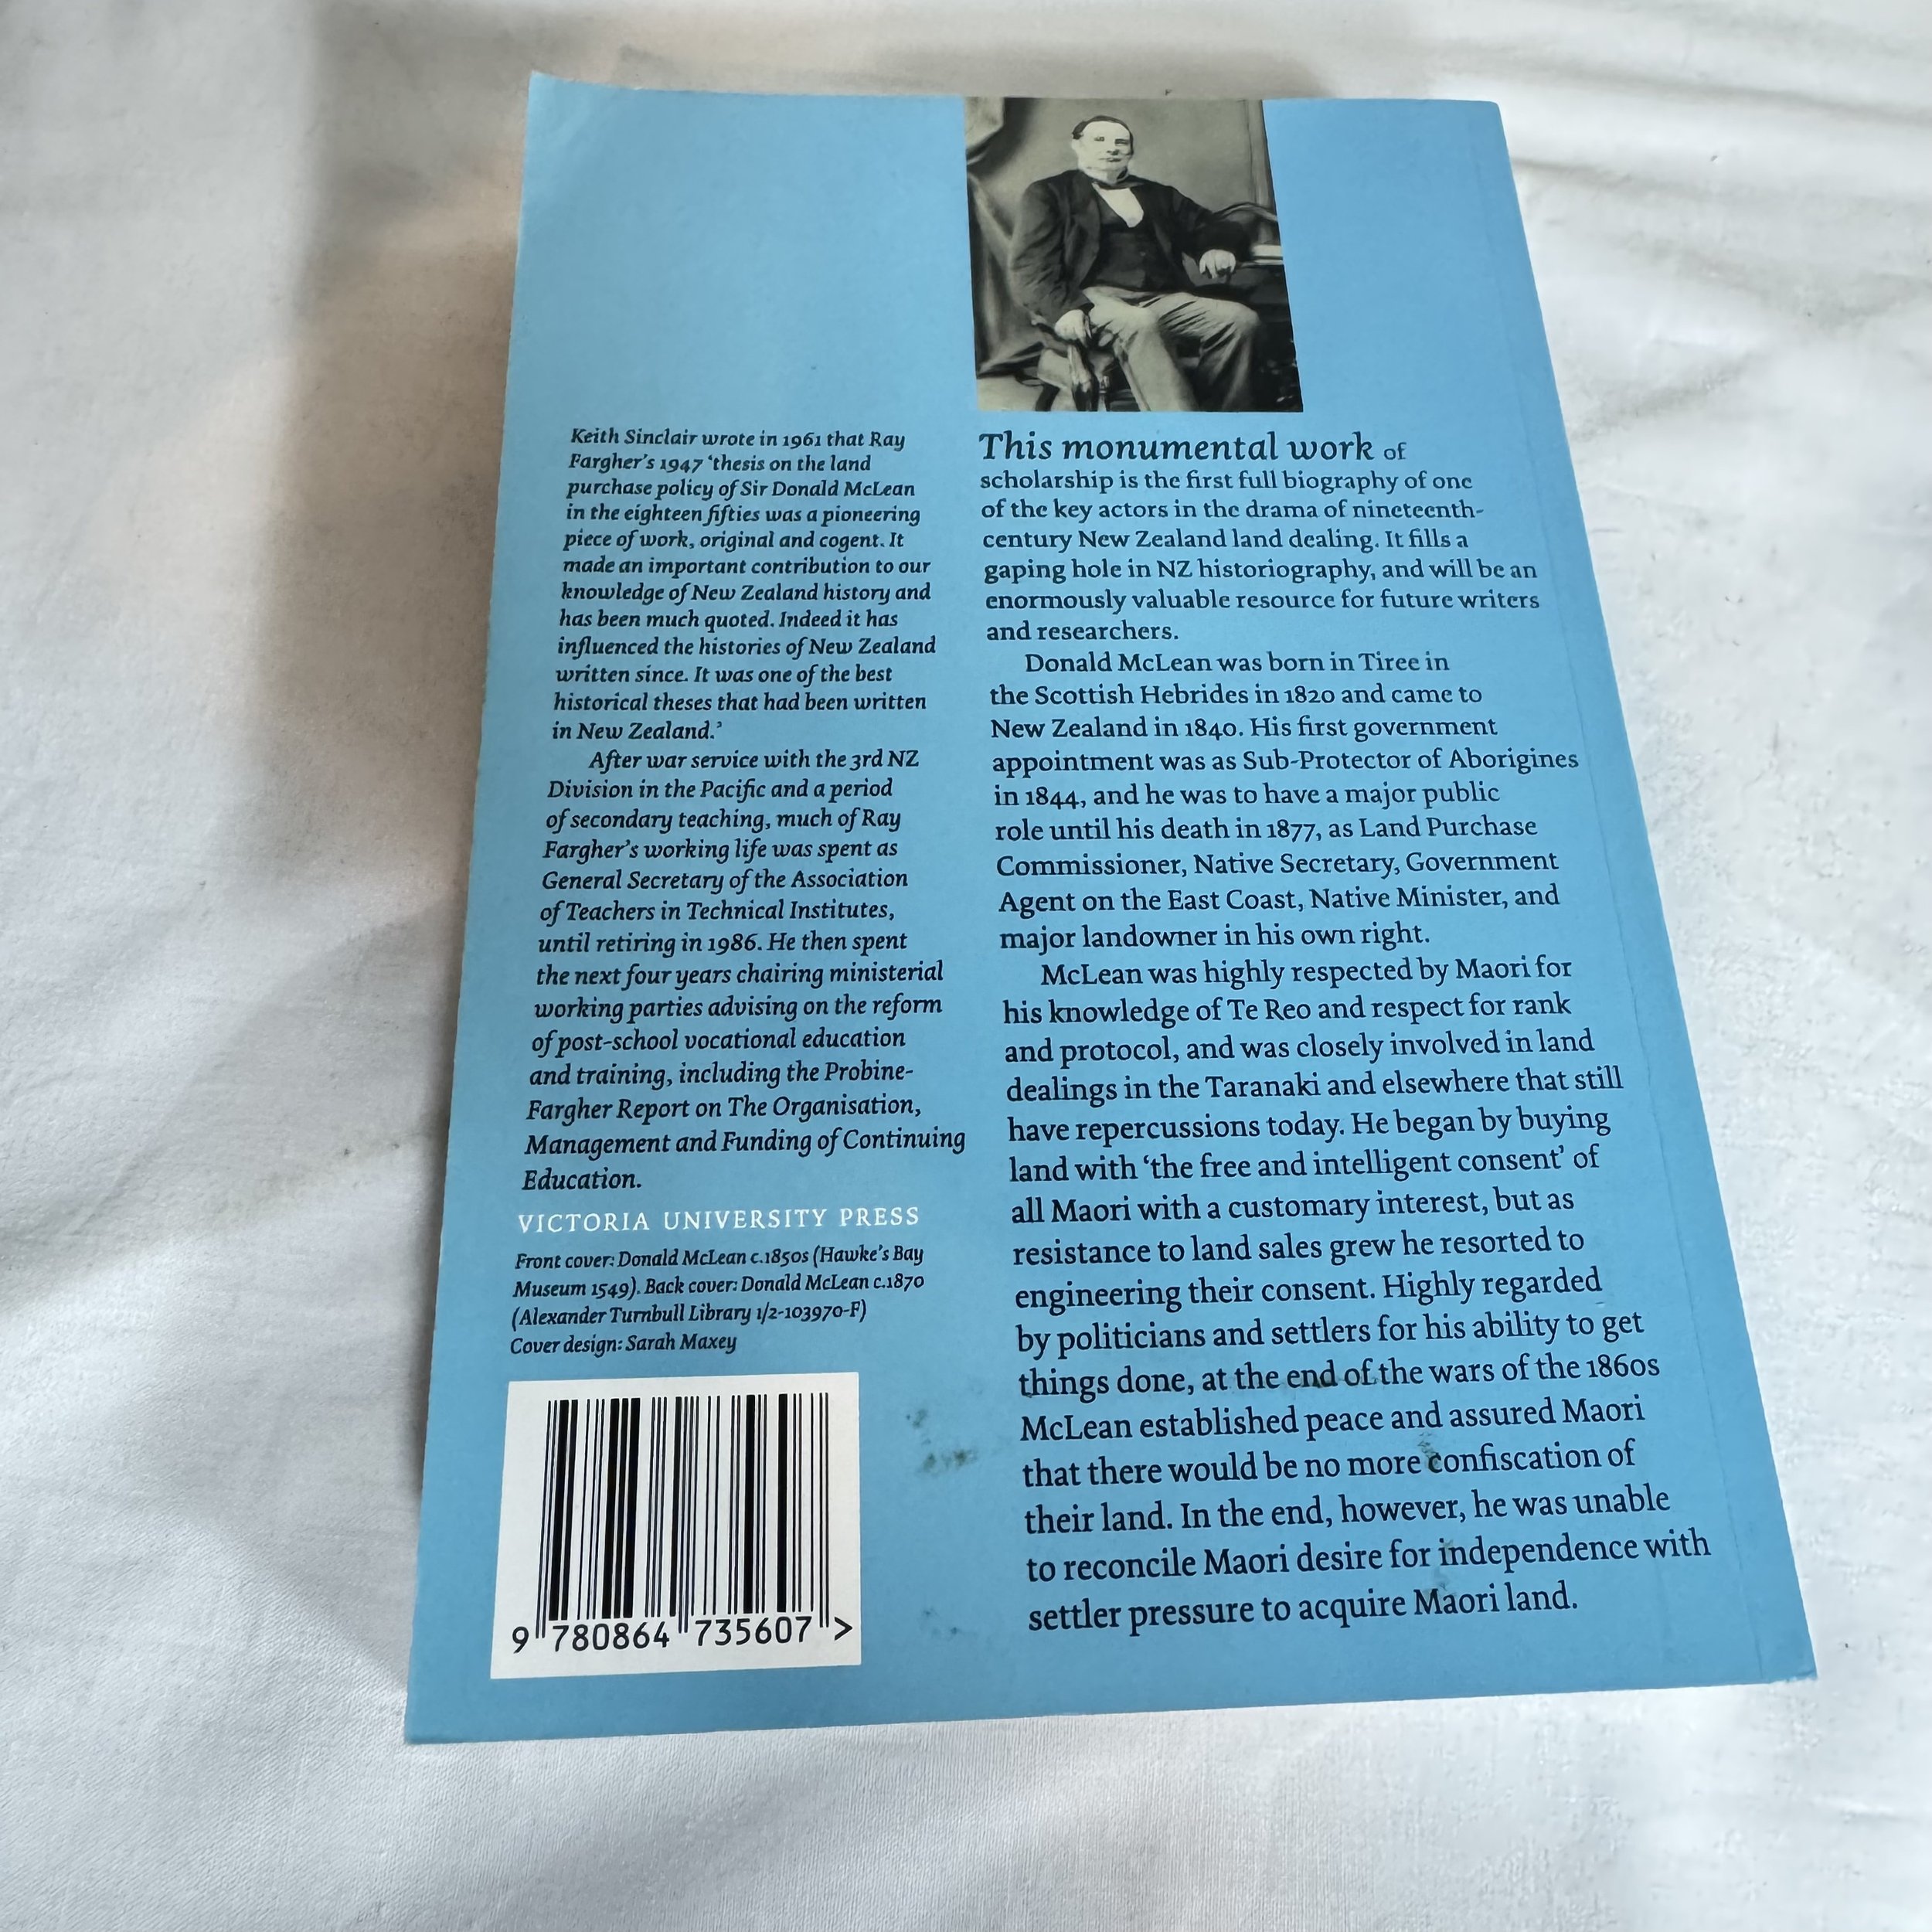 Keith Sinclair wrote in 1961 that Ray
Fargher's 1947 ‘thesis on the land
purchase policy of Sir Donald McLean
in the eighteen fifties was a pioneering
piece of work, original and cogent. It
made an important contribution to our
knowledge of New Zealand history and
has been much quoted. Indeed it has
influenced the histories of New Zealand
written since. It was one of the best
historical theses that had been written
in New Zealand.’
After war service with the 3rd NZ
Division in the Pacific and a period
of secondary teaching, much of Ray
Fargher's working life was spent as
General Secretary of the Association
of Teachers in Technical Institutes,
until retiring in 1986. He then spent
the next four years chairing ministerial
working parties advising on the reform
of post-school vocational education
and training, including the Probine-
Fargher Report on The Organisation,
Management and Funding of Continuing
Education.
VICTORIA UNIVERSITY PRESS
Front cover: Donald McLean c.1850s (Hawke's Bay
Museum 1549). Back cover: Donald McLean c.1870
(Alexander Turnbull Library 1/2-103970-F)
Cover design: Sarah Maxey
9 780864 735607 >
This monumental work of
scholarship is the first full biography of one
of the key actors in the drama of nineteenth-
century New Zealand land dealing. It fills a
gaping hole in NZ historiography, and will be an
enormously valuable resource for future writers
and researchers.
Donald McLean was born in Tiree in
the Scottish Hebrides in 1820 and came to
New Zealand in 1840. His first government
appointment was as Sub-Protector of Aborigines
in 1844, and he was to have a major public
role until his death in 1877, as Land Purchase
Commissioner, Native Secretary, Government
Agent on the East Coast, Native Minister, and
major landowner in his own right.
McLean was highly respected by Maori for
his knowledge of Te Reo and respect for rank
and protocol, and was closely involved in land
dealings in the Taranaki and elsewhere that still
have repercussions today. He began by buying
land with ‘the free and intelligent consent’ of
all Maori with a customary interest, but as
resistance to land sales grew he resorted to
engineering their consent. Highly regarded
by politicians and settlers for his ability to get
things done, at the end of the wars of the 1860s
McLean established peace and assured Maori
that there would be no more confiscation of
their land. In the end, however, he was unable
to reconcile Maori desire for independence with
settler pressure to acquire Maori land.